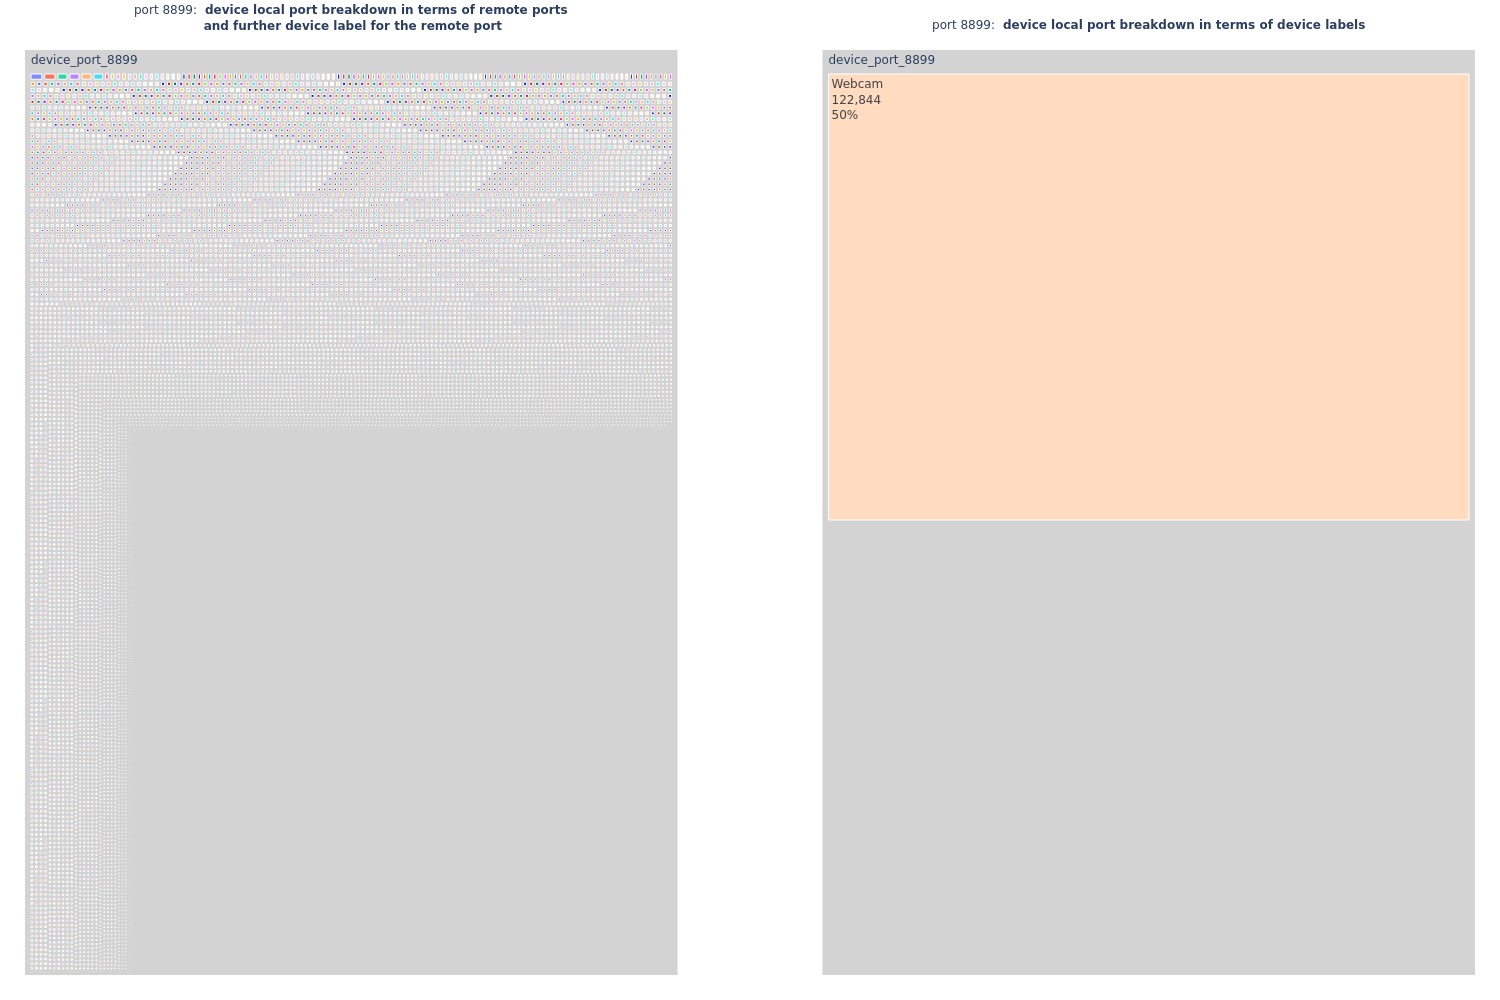 port 8899: device local port breakdown in terms of remote ports
and further device label for the remote port
device_port_8899
port 8899: device local port breakdown in terms of device labels
device_port_8899
Webcam
122,844
50%